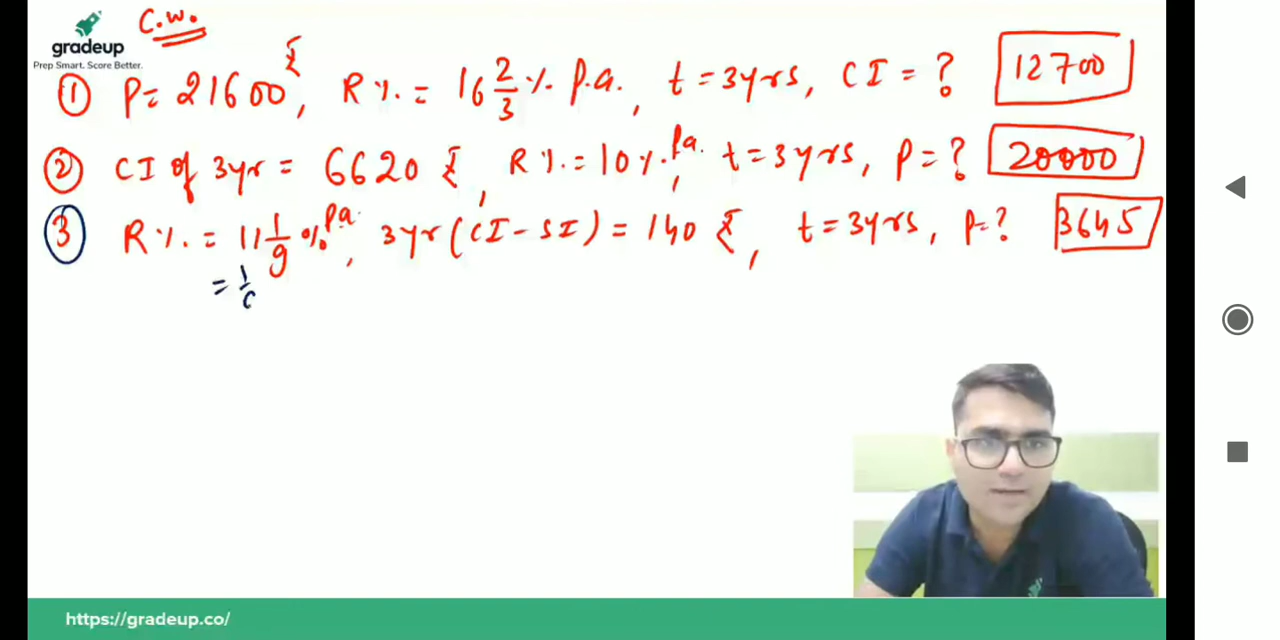 C.W.
gradeup
Prep Smart. Score Better.
① P = 21600 ₹, R% = 16 2/3 % p.a., t = 3yrs, CI = ? 12700
② CI of 3yr = 6620 ₹, R% = 10% p.a., t = 3yrs, P = ? 20000
③ R% = 11 1/9 % p.a., 3yr (CI - SI) = 140 ₹, t = 3yrs, P = ? 3645
= 1/
https://gradeup.co/